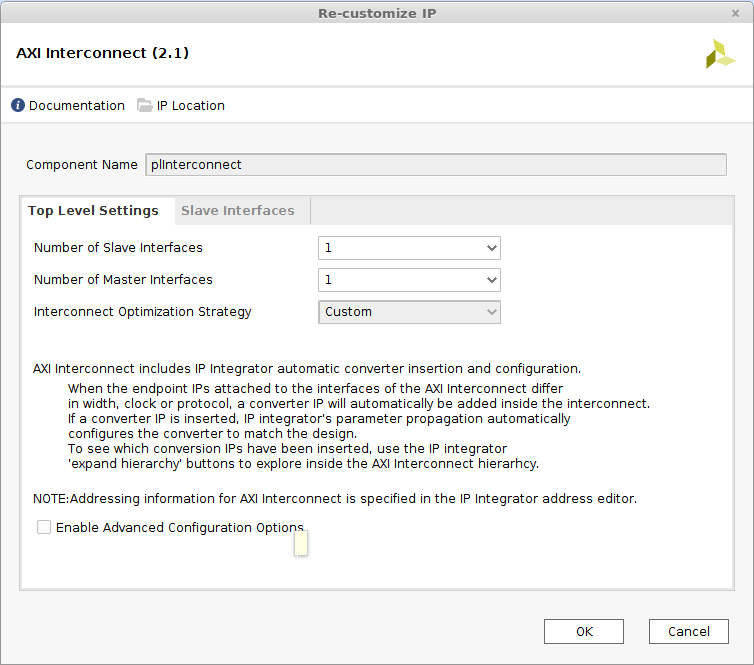 Re-customize IP
AXI Interconnect (2.1)
Documentation IP Location
Component Name plInterconnect
Top Level Settings Slave Interfaces
Number of Slave Interfaces 1
Number of Master Interfaces 1
Interconnect Optimization Strategy Custom
AXI Interconnect includes IP Integrator automatic converter insertion and configuration.
When the endpoint IPs attached to the interfaces of the AXI Interconnect differ
in width, clock or protocol, a converter IP will automatically be added inside the interconnect.
If a converter IP is inserted, IP integrator's parameter propagation automatically
configures the converter to match the design.
To see which conversion IPs have been inserted, use the IP integrator
'expand hierarchy' buttons to explore inside the AXI Interconnect hierarhcy.
NOTE:Addressing information for AXI Interconnect is specified in the IP Integrator address editor.
Enable Advanced Configuration Options
OK Cancel